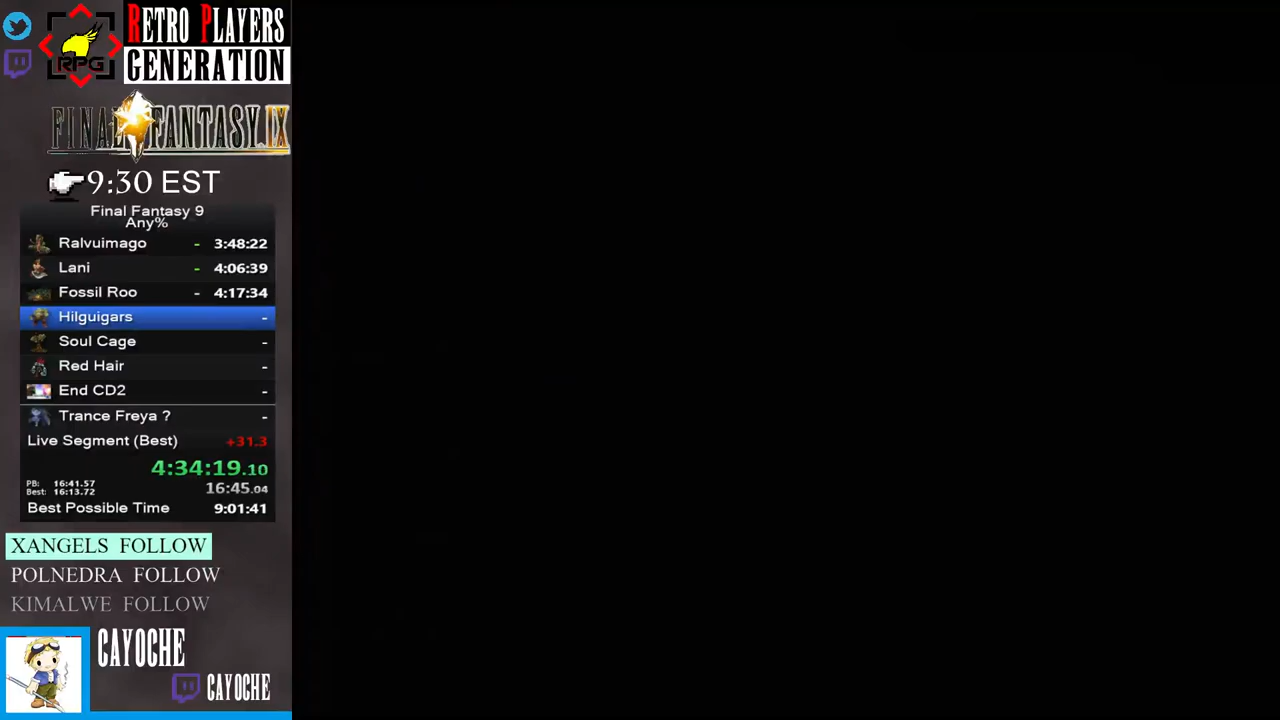 RETRO PLAYERS
GENERATION
RPG
FINAL FANTASY IX
9:30 EST
Final Fantasy 9
Any%
Ralvuimago - 3:48:22
Lani - 4:06:39
Fossil Roo - 4:17:34
Hilguigars -
Soul Cage -
Red Hair -
End CD2 -
Trance Freya ? -
Live Segment (Best) +31.3
4:34:19.10
PB: 16:41.57
Best: 16:13.72
16:45.04
Best Possible Time 9:01:41
XANGELS FOLLOW
POLNEDRA FOLLOW
KIMALWE FOLLOW
CAYOCHE
CAYOCHE